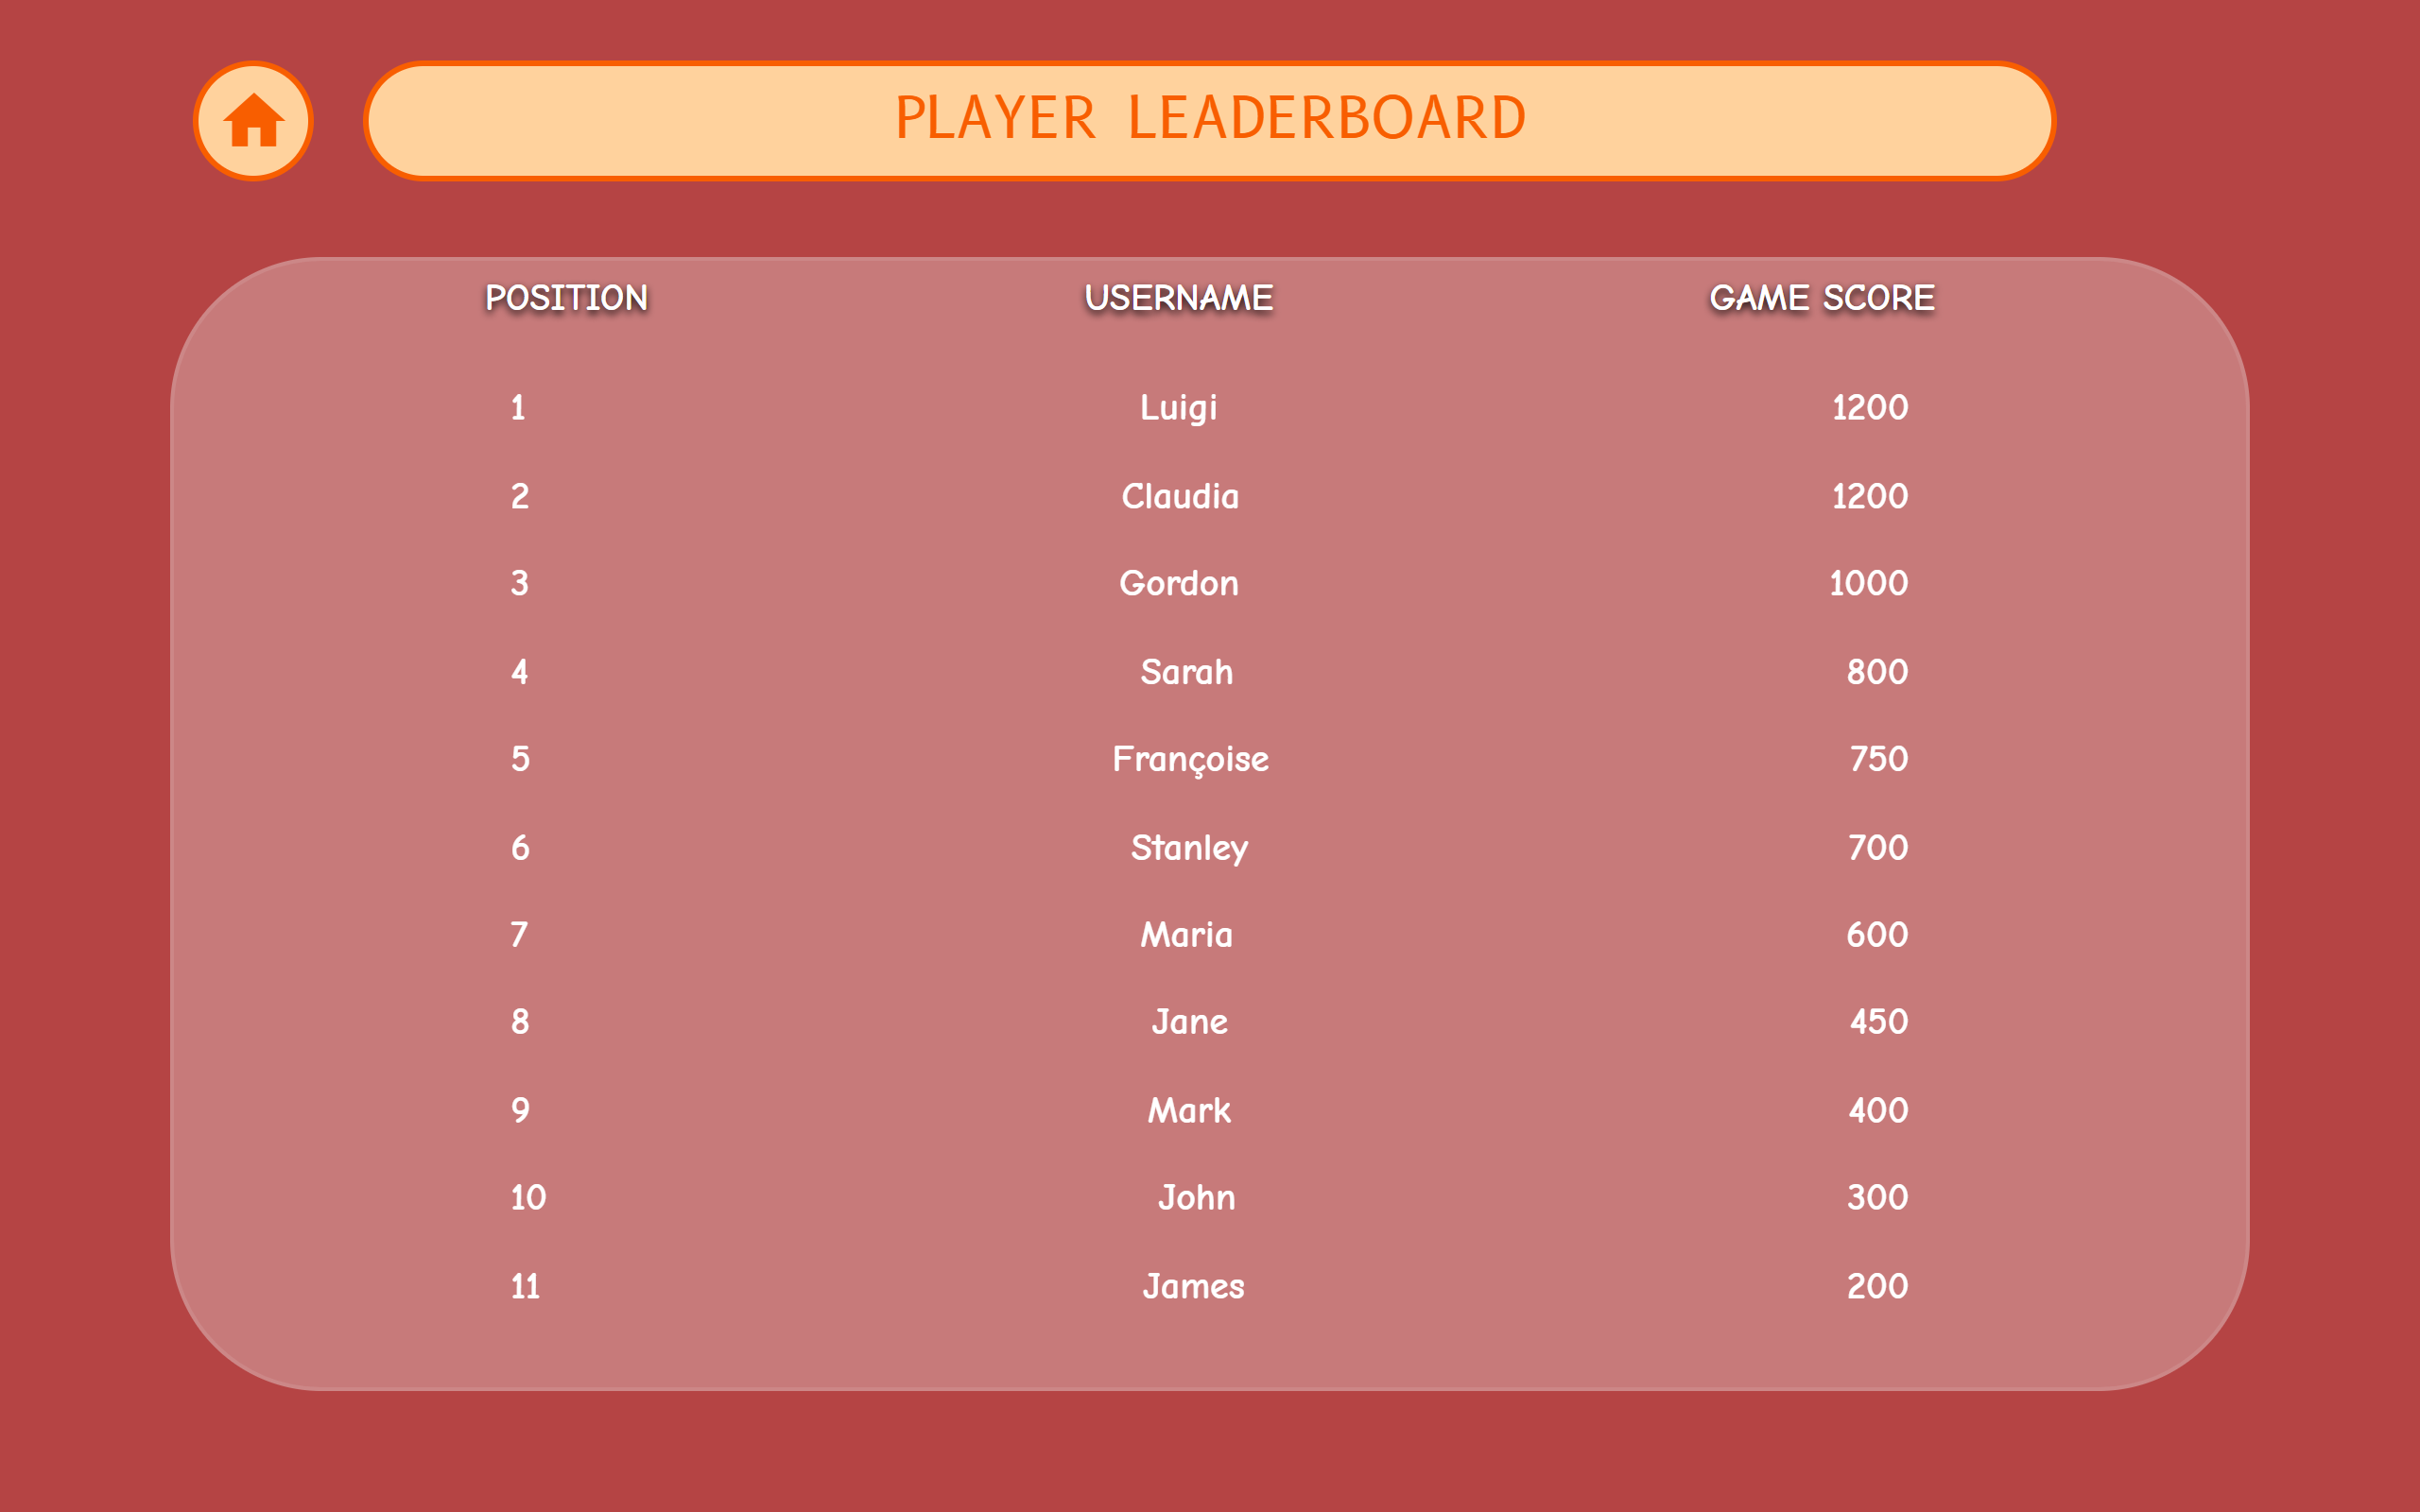 PLAYER LEADERBOARD
POSITION USERNAME GAME SCORE
1 Luigi 1200
2 Claudia 1200
3 Gordon 1000
4 Sarah 800
5 Françoise 750
6 Stanley 700
7 Maria 600
8 Jane 450
9 Mark 400
10 John 300
11 James 200